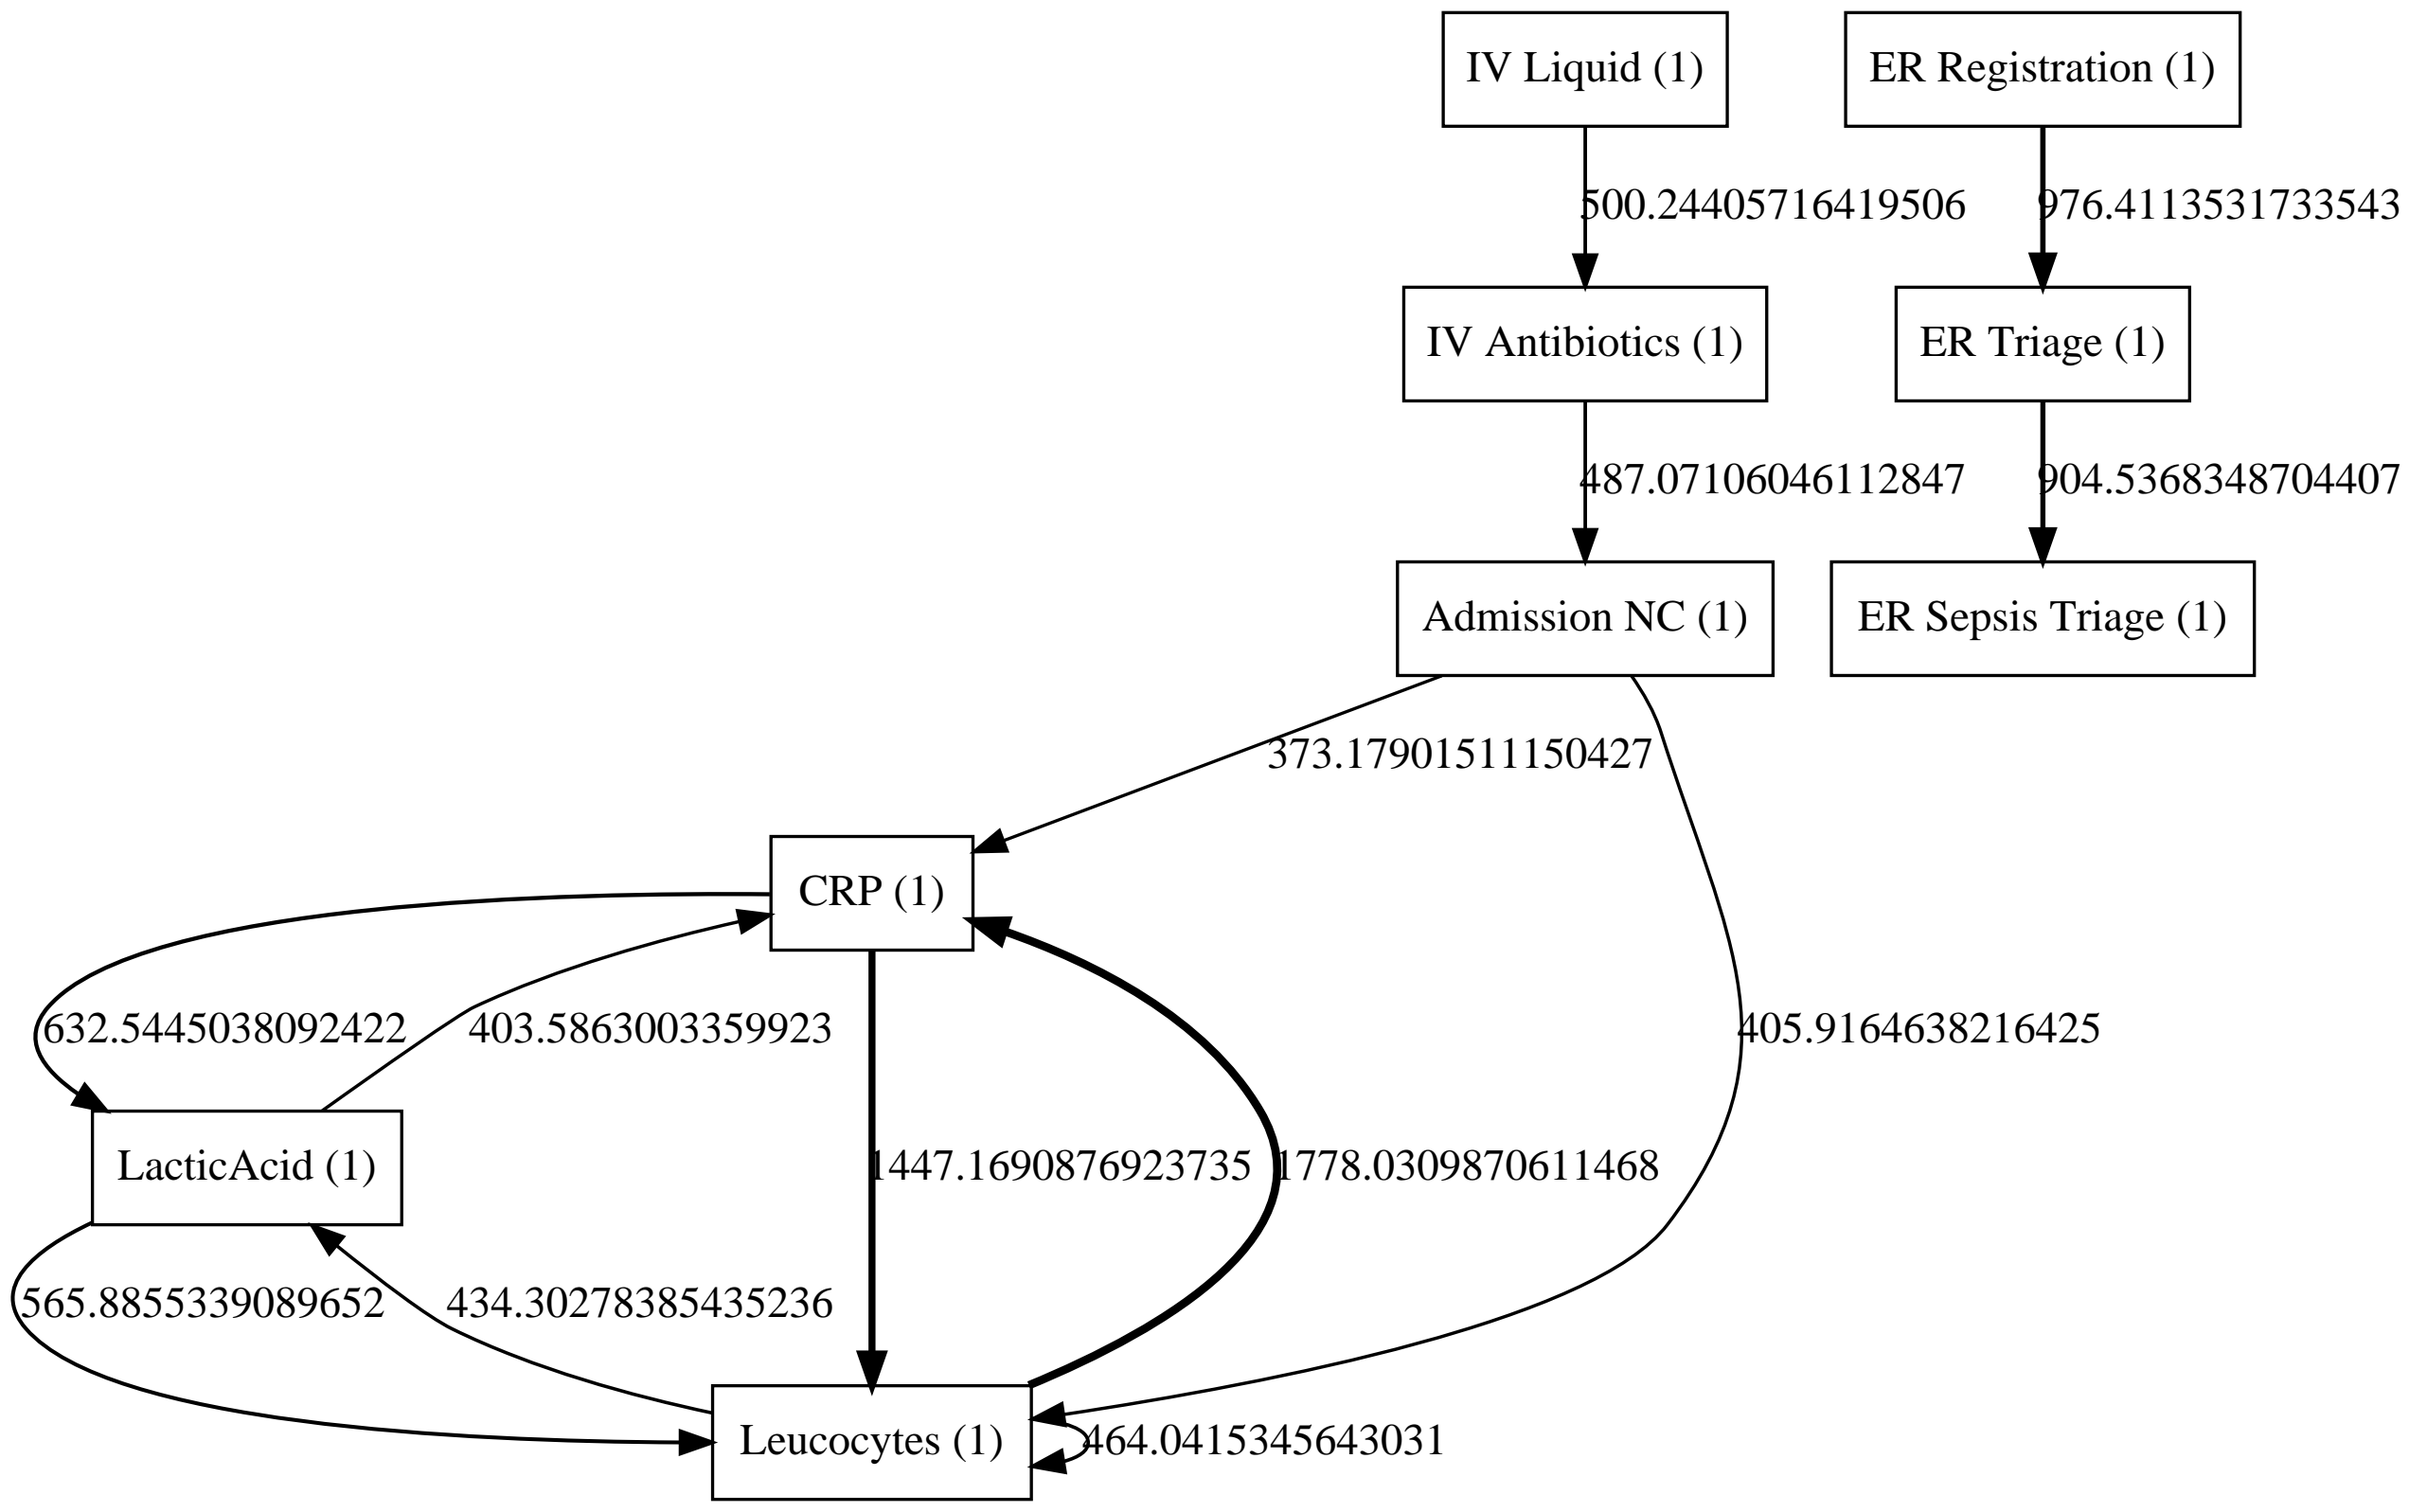 IV Liquid (1)
ER Registration (1)
500.24405716419506
976.4113531733543
IV Antibiotics (1)
ER Triage (1)
487.07106046112847
904.5368348704407
Admission NC (1)
ER Sepsis Triage (1)
373.17901511150427
CRP (1)
632.5445038092422
403.5863003359923
405.9164638216425
LacticAcid (1)
1447.1690876923735
1778.0309870611468
565.8855339089652
434.30278385435236
Leucocytes (1)
464.0415345643031